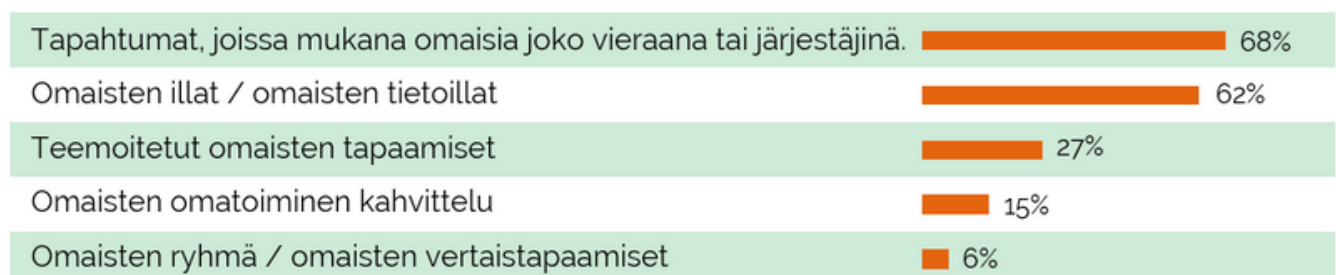 Tapahtumat, joissa mukana omaisia joko vieraana tai järjestäjinä. 68%
Omaisten illat / omaisten tietoillat 62%
Teemoitetut omaisten tapaamiset 27%
Omaisten omatoiminen kahvittelu 15%
Omaisten ryhmä / omaisten vertaistapaamiset 6%